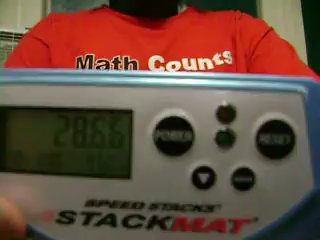 Math Counts
28.66
POWER
RESET
SPEED STACKS
STACKMAT